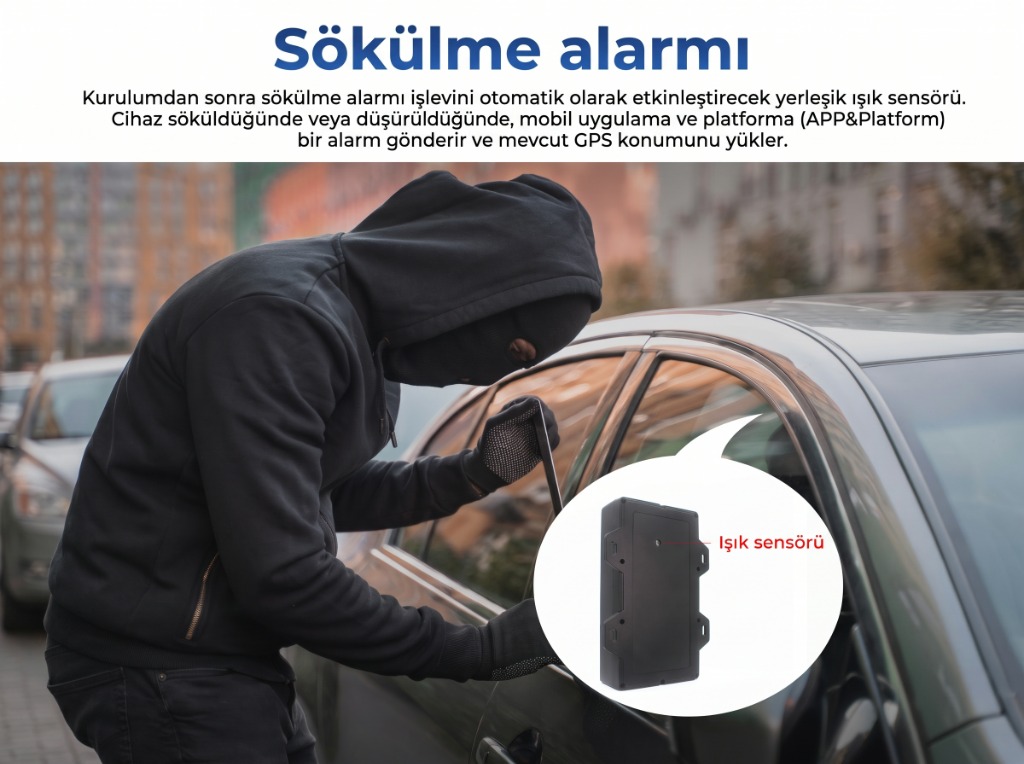 Sökülme alarmı
Kurulumdan sonra sökülme alarmı işlevini otomatik olarak etkinleştirecek yerleşik ışık sensörü.
Cihaz söküldüğünde veya düşürüldüğünde, mobil uygulama ve platforma (APP&Platform)
bir alarm gönderir ve mevcut GPS konumunu yükler.
Işık sensörü